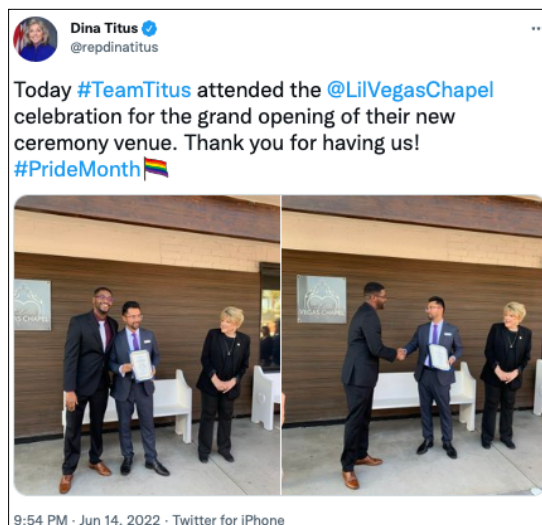 Dina Titus
@repdinatitus
Today #TeamTitus attended the @LilVegasChapel
celebration for the grand opening of their new
ceremony venue. Thank you for having us!
#PrideMonth
CHAPEL
VEGAS CHAPEL
9:54 PM · Jun 14, 2022 · Twitter for iPhone